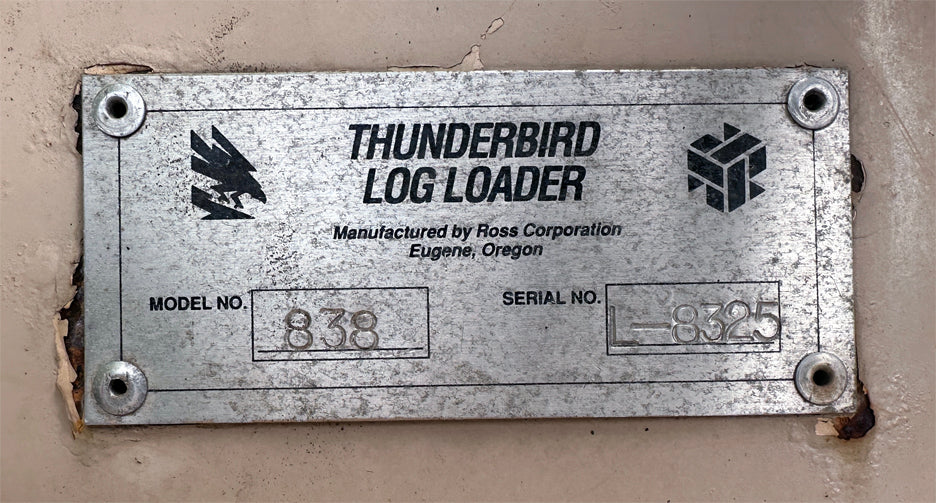 THUNDERBIRD
LOG LOADER
Manufactured by Ross Corporation
Eugene, Oregon
MODEL NO. 838
SERIAL NO. L-8325